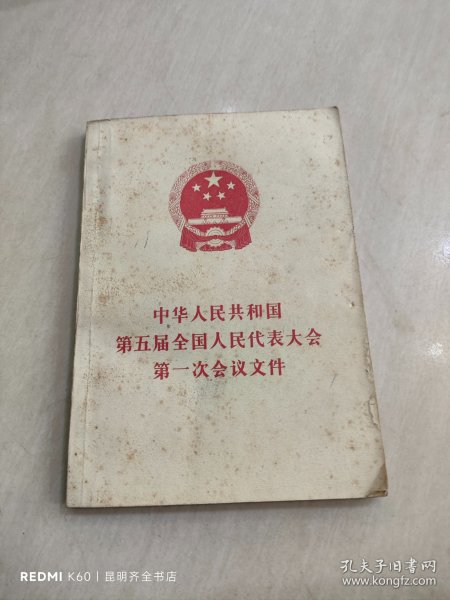 中华人民共和国
第五届全国人民代表大会
第一次会议文件
REDMI K60 | 昆明齐全书店
孔夫子旧书网
www.kongfz.com